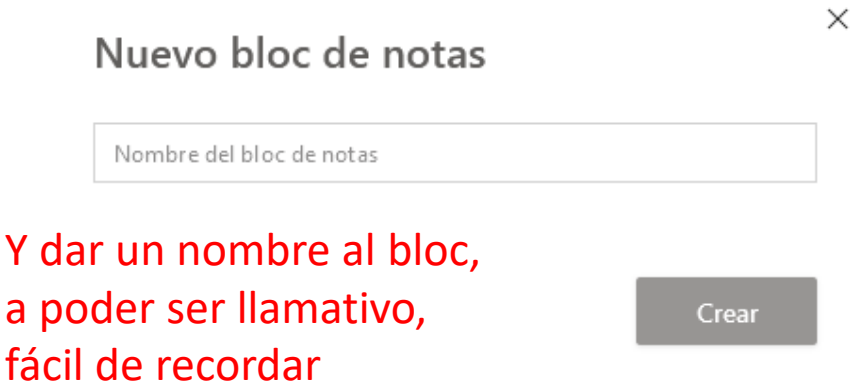 Nuevo bloc de notas
Nombre del bloc de notas
Y dar un nombre al bloc,
a poder ser llamativo,
fácil de recordar
Crear